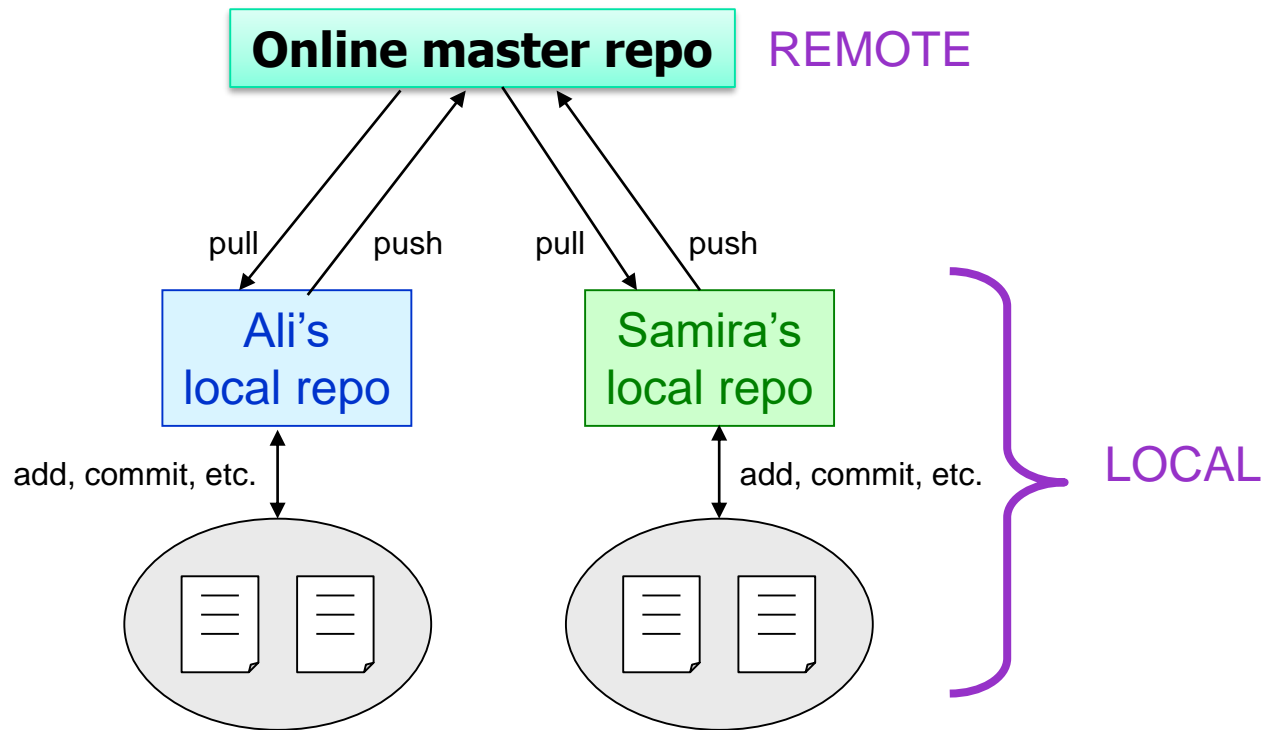 Online master repo
REMOTE
pull
push
pull
push
Ali’s
local repo
Samira’s
local repo
add, commit, etc.
add, commit, etc.
LOCAL